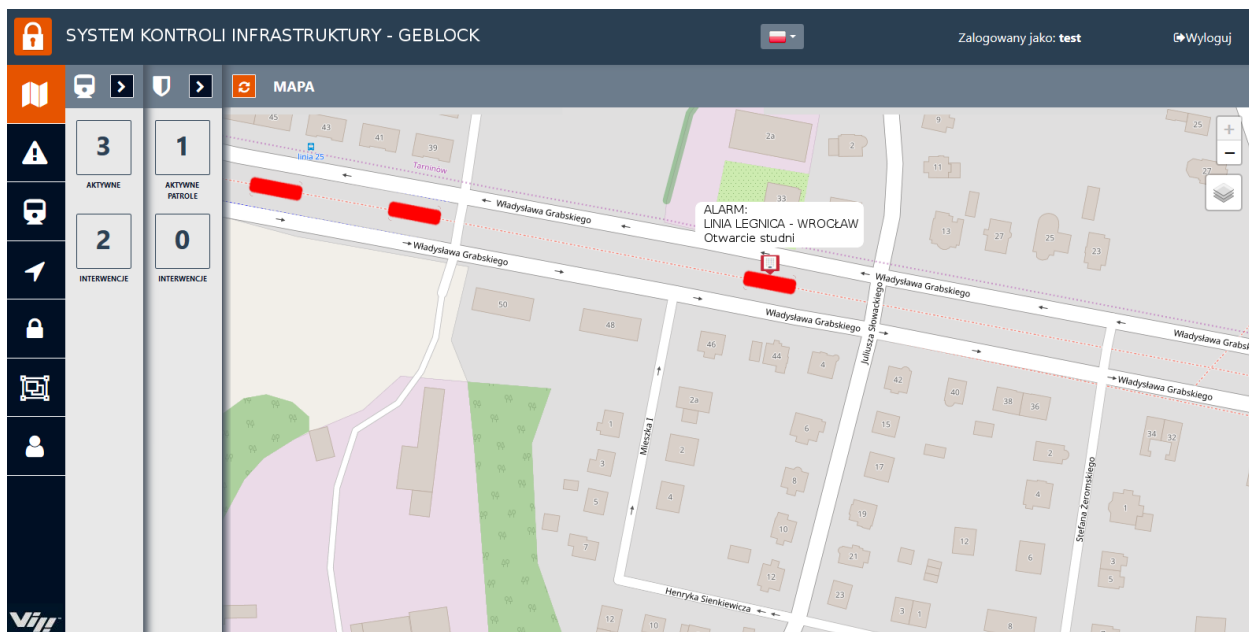 SYSTEM KONTROLI INFRASTRUKTURY - GEBLOCK
Zalogowany jako: test
Wyloguj
MAPA
3
AKTYWNE
2
INTERWENCJE
1
AKTYWNE
PATROLE
0
INTERWENCJE
45
43
41
39
linia 25
Tarninów
2a
2
9
11
25
27
33
ALARM:
LINIA LEGNICA - WROCŁAW
Otwarcie studni
13
27
25
23
Władysława Grabskiego
Władysława Grabskiego
Władysława Grabskiego
Władysława Grabskiego
Władysława Grabsk
Władysława Grabskiego
Juliusza Słowackiego
50
48
46
44
4
42
40
38
36
2a
1
Mieszka I
2
6
15
34
32
3
17
2
8
5
4
4
1
19
10
Stefana Żeromskiego
7
12
21
6
3
5
12
23
Henryka Sienkiewicza
12
10
3
1
8
+
−